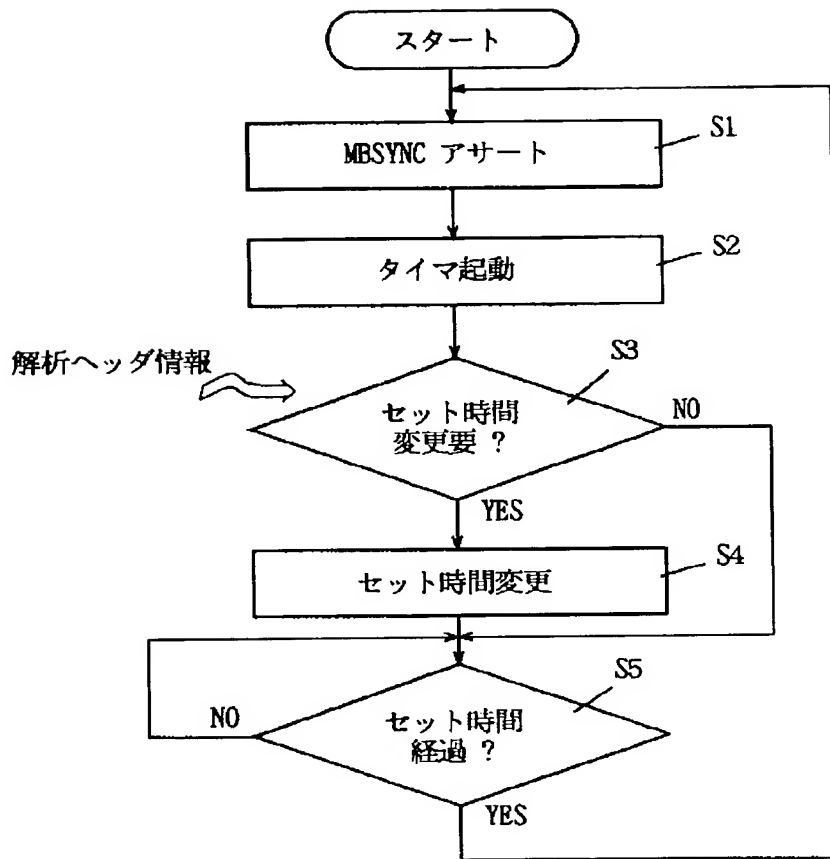 スタート
MBSYNC アサート
S1
タイマ起動
S2
解析ヘッダ情報
S3
セット時間
変更要 ?
NO
YES
セット時間変更
S4
S5
セット時間
経過 ?
NO
YES